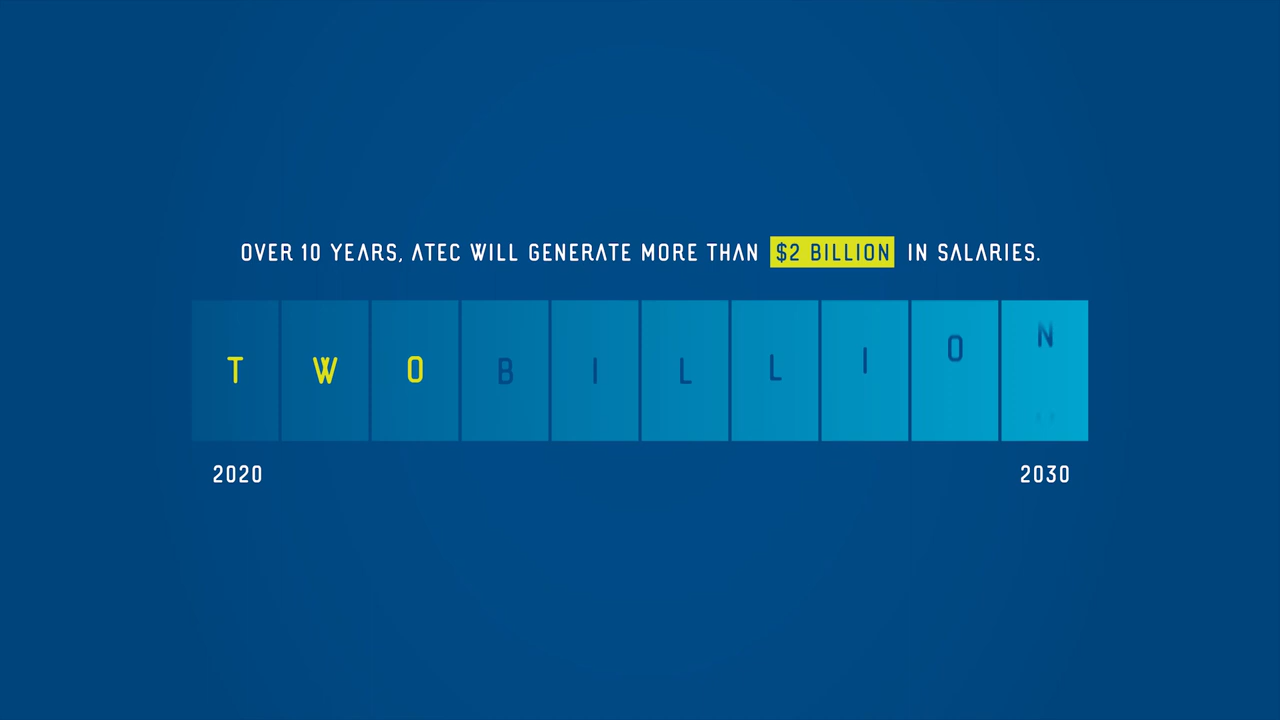 OVER 10 YEARS, ATEC WILL GENERATE MORE THAN $2 BILLION IN SALARIES.
T W O B I L L I O N
2020 2030